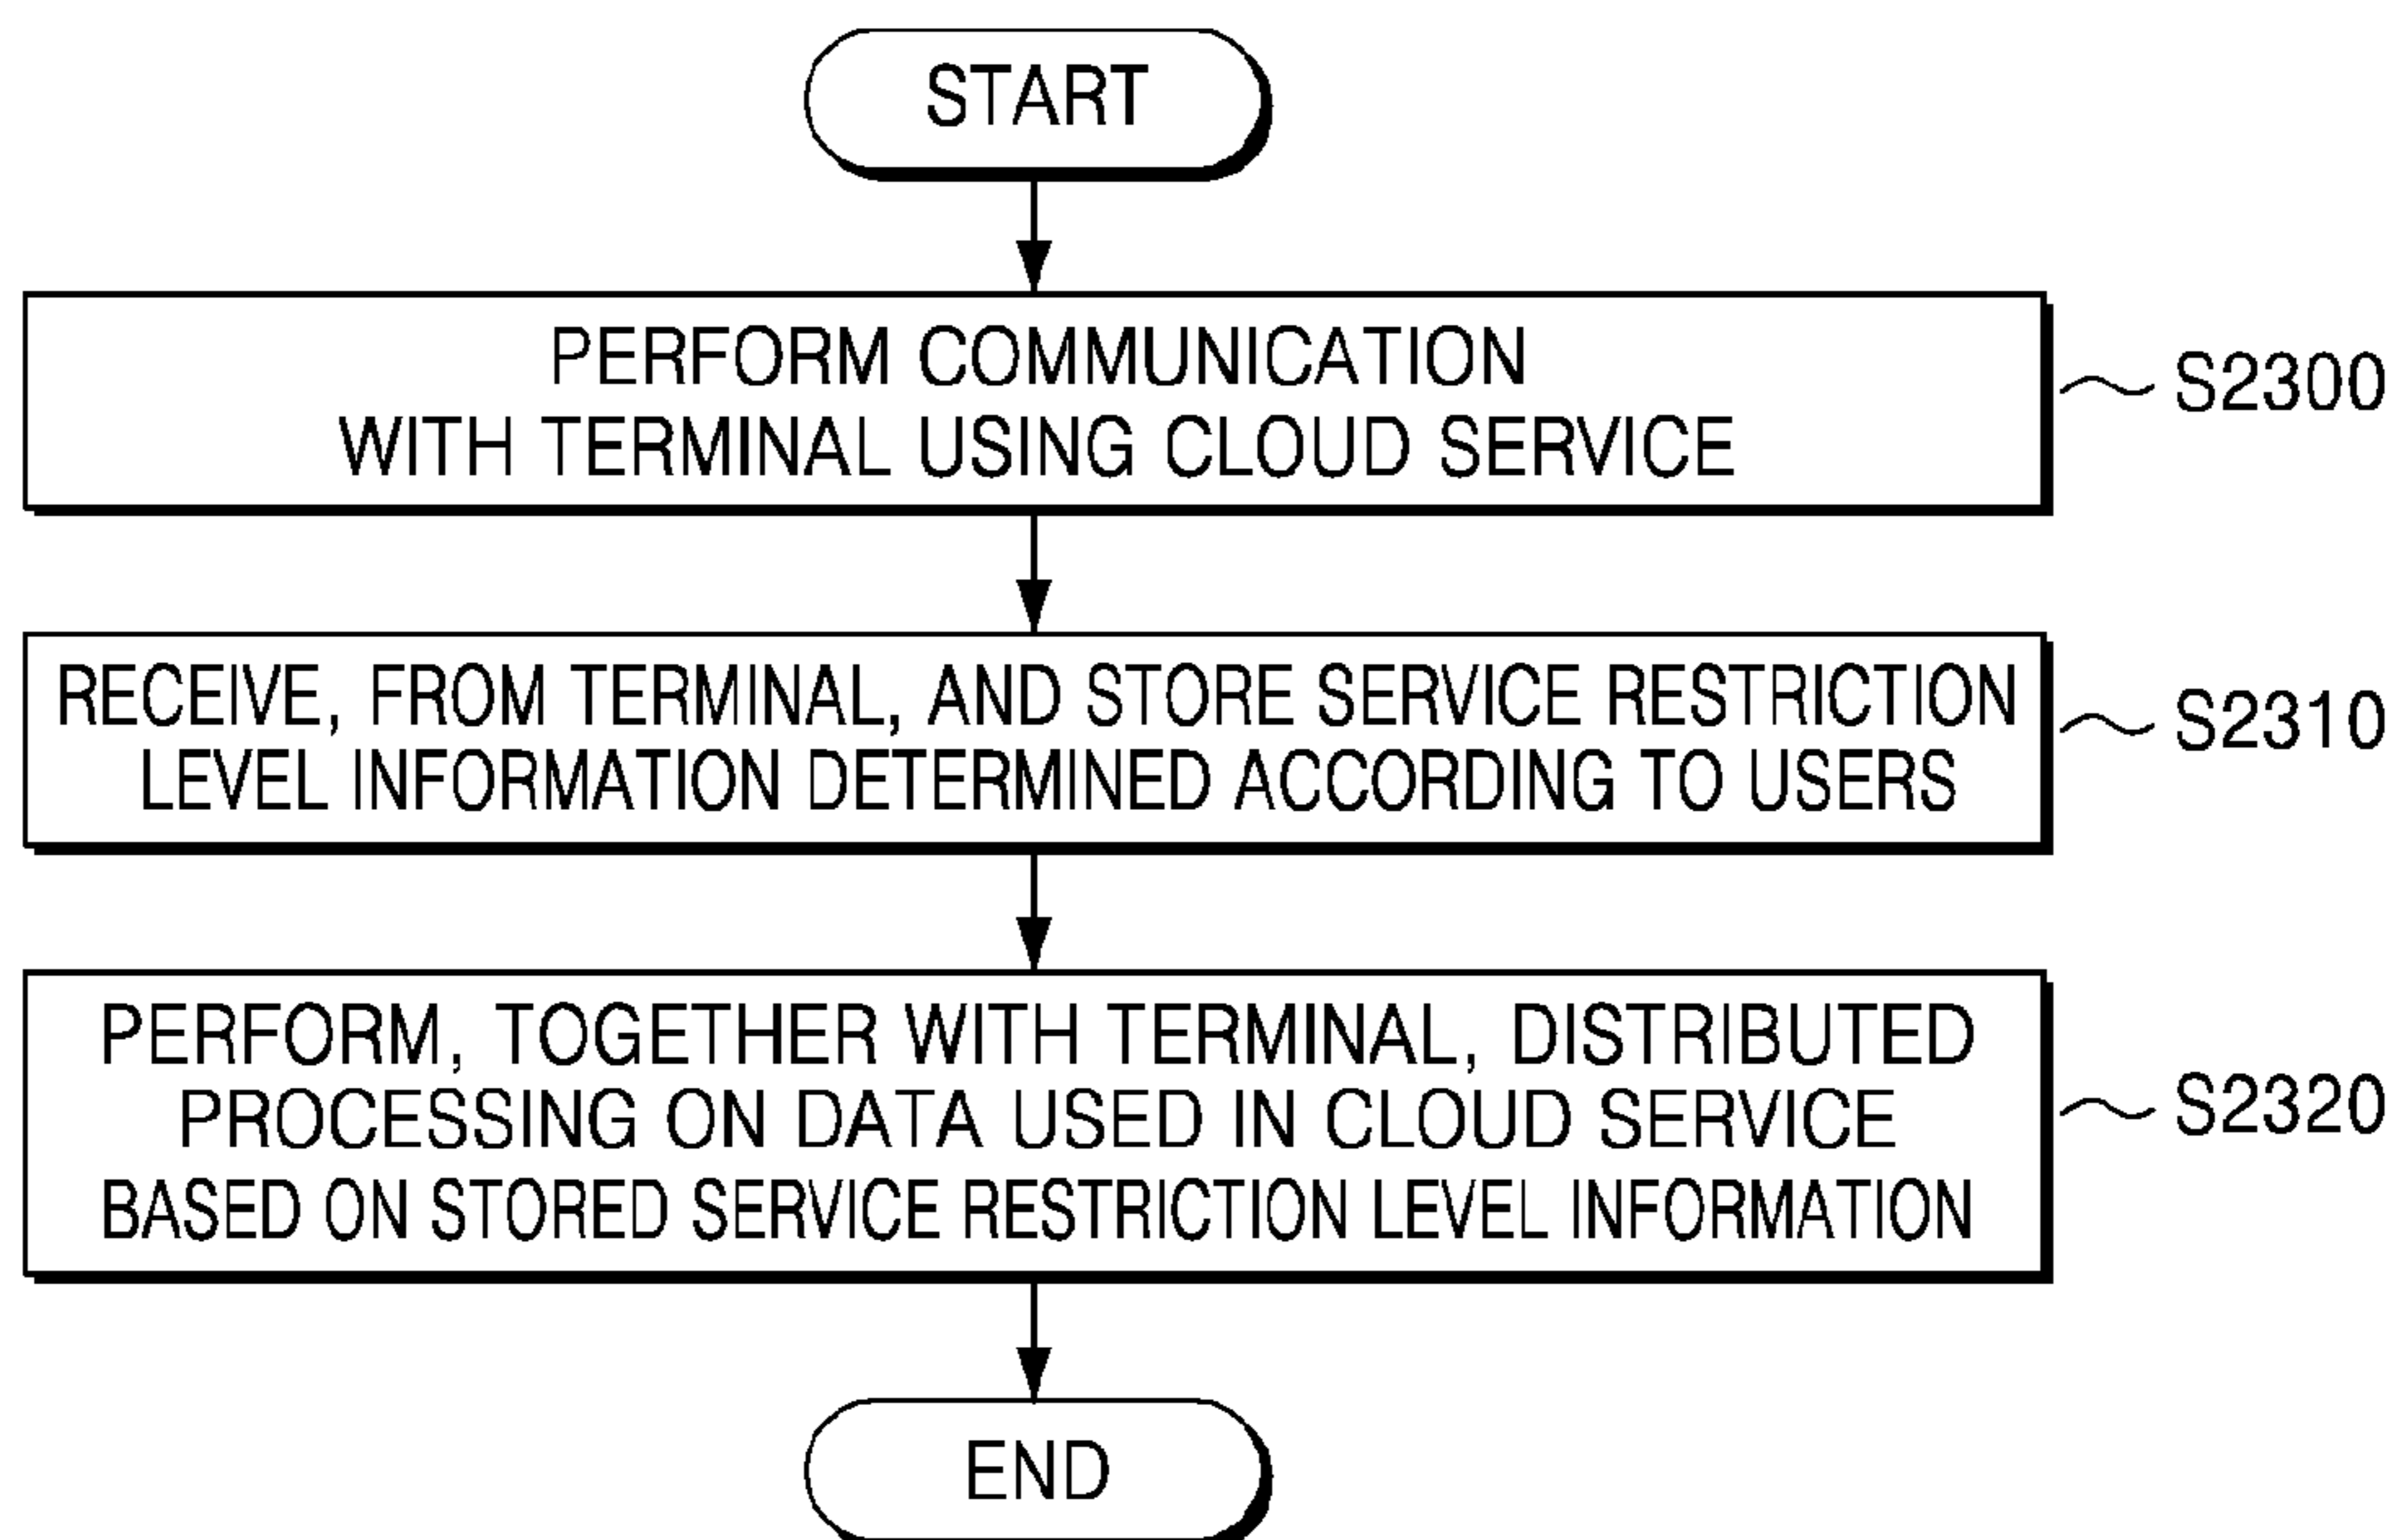 START
PERFORM COMMUNICATION
WITH TERMINAL USING CLOUD SERVICE
S2300
RECEIVE, FROM TERMINAL, AND STORE SERVICE RESTRICTION
LEVEL INFORMATION DETERMINED ACCORDING TO USERS
S2310
PERFORM, TOGETHER WITH TERMINAL, DISTRIBUTED
PROCESSING ON DATA USED IN CLOUD SERVICE
BASED ON STORED SERVICE RESTRICTION LEVEL INFORMATION
S2320
END